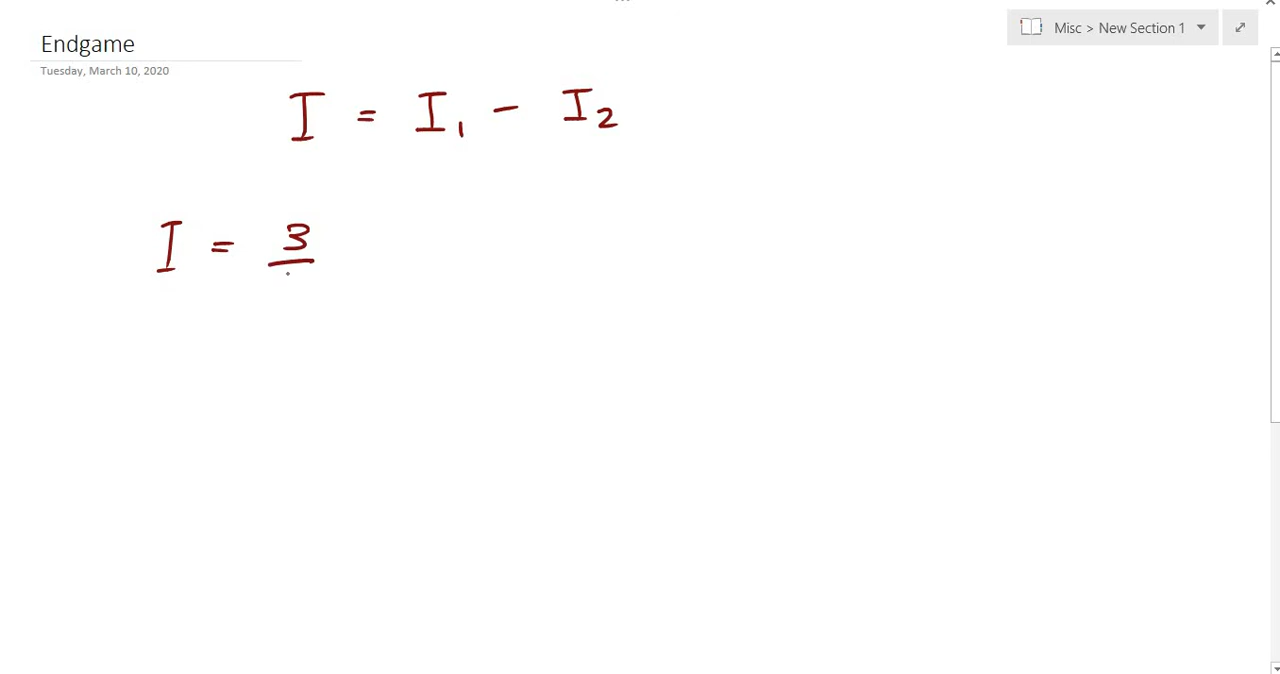 Endgame
Misc > New Section 1
Tuesday, March 10, 2020
I = I₁ - I₂
I = 3